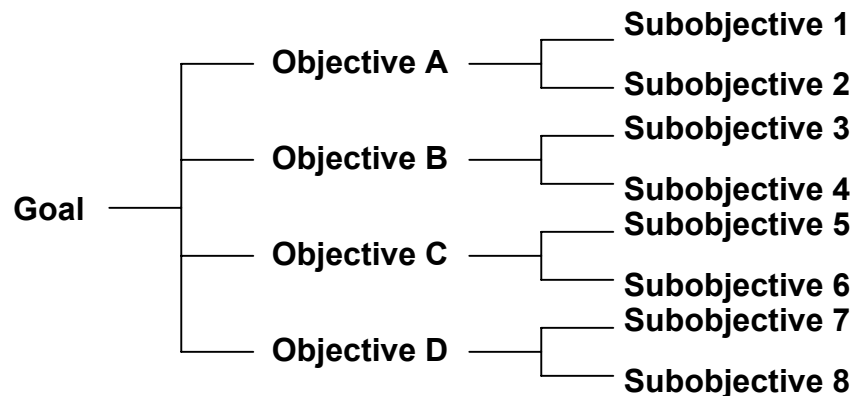 Subobjective 1
Objective A
Subobjective 2
Subobjective 3
Objective B
Subobjective 4
Goal
Subobjective 5
Objective C
Subobjective 6
Subobjective 7
Objective D
Subobjective 8